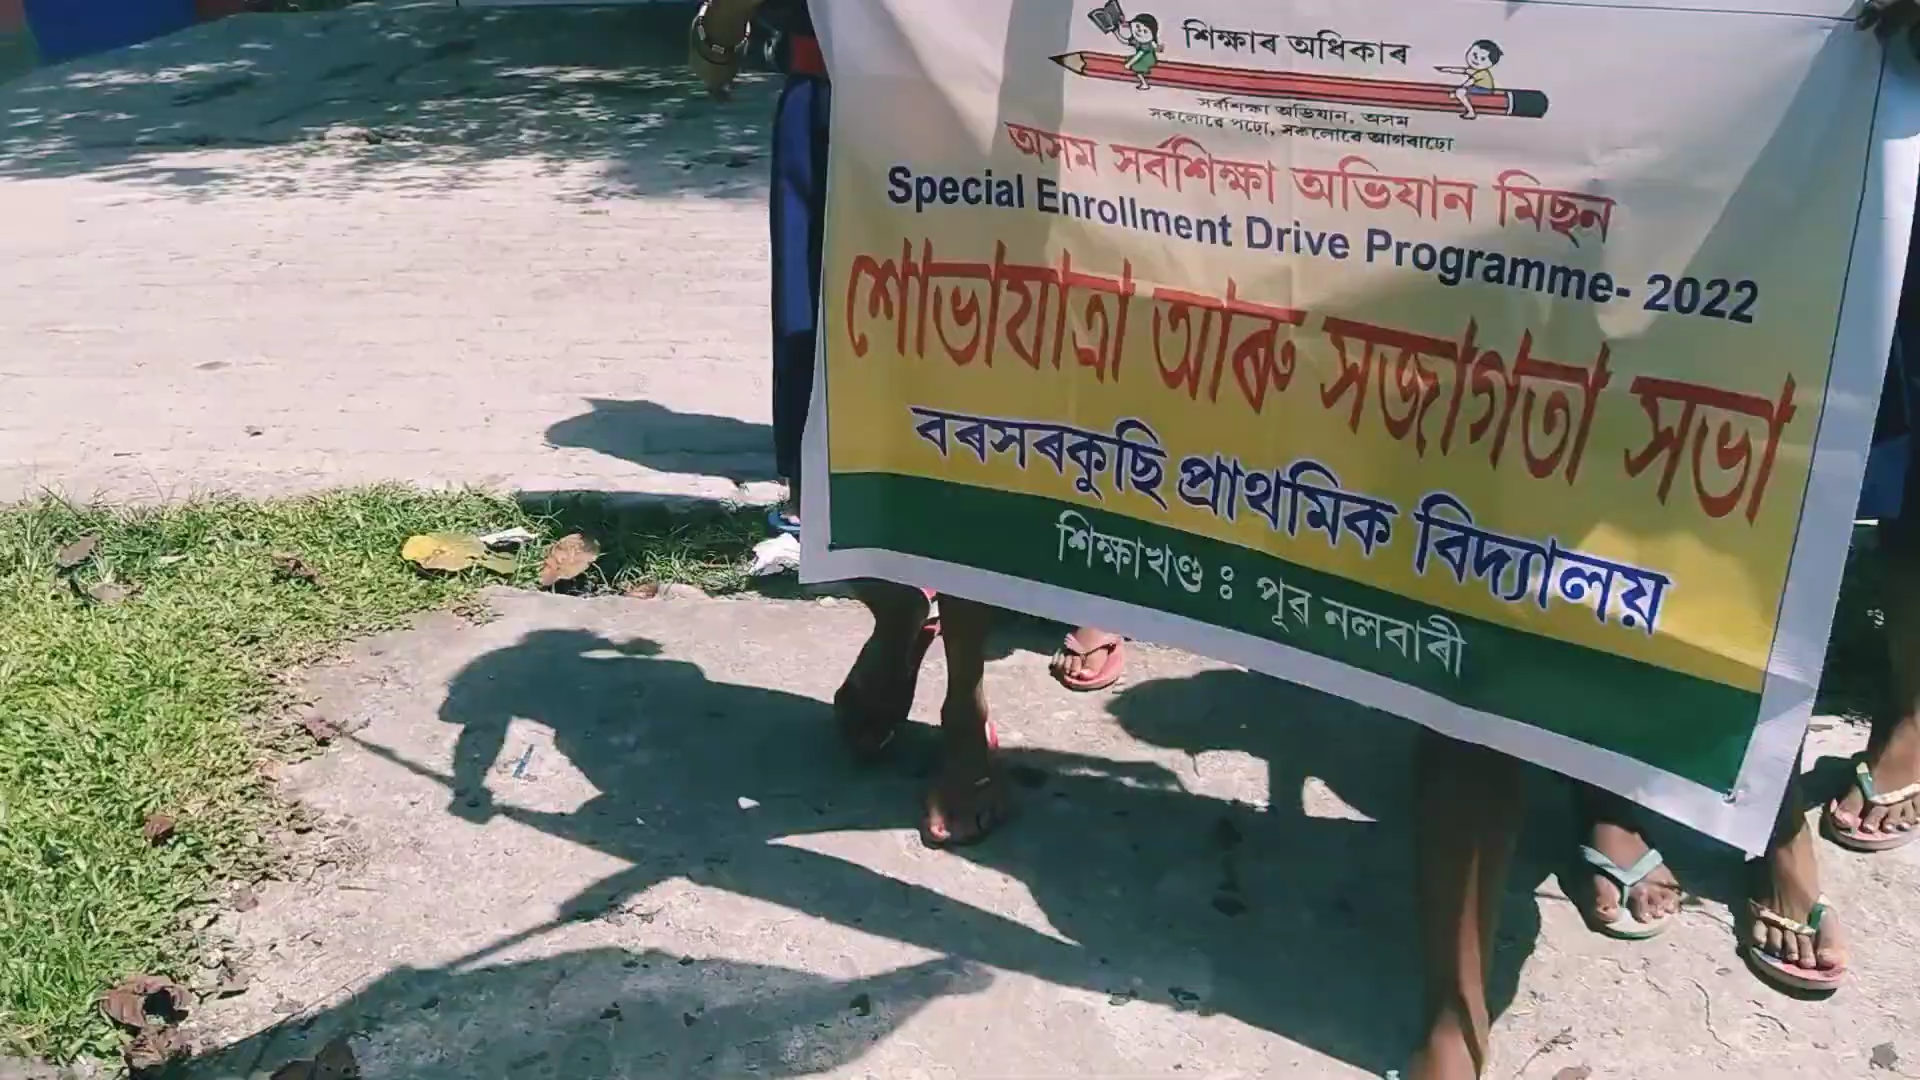 শিক্ষাৰ অধিকাৰ
সৰ্বশিক্ষা অভিযান, অসম
সকলোৱে পঢ়ো, সকলোৱে আগবাঢ়ো
অসম সৰ্বশিক্ষা অভিযান মিছন
Special Enrollment Drive Programme- 2022
শোভাযাত্ৰা আৰু সজাগতা সভা
বৰসৰকুছি প্ৰাথমিক বিদ্যালয়
শিক্ষাখণ্ড ঃ পূৱ নলবাৰী